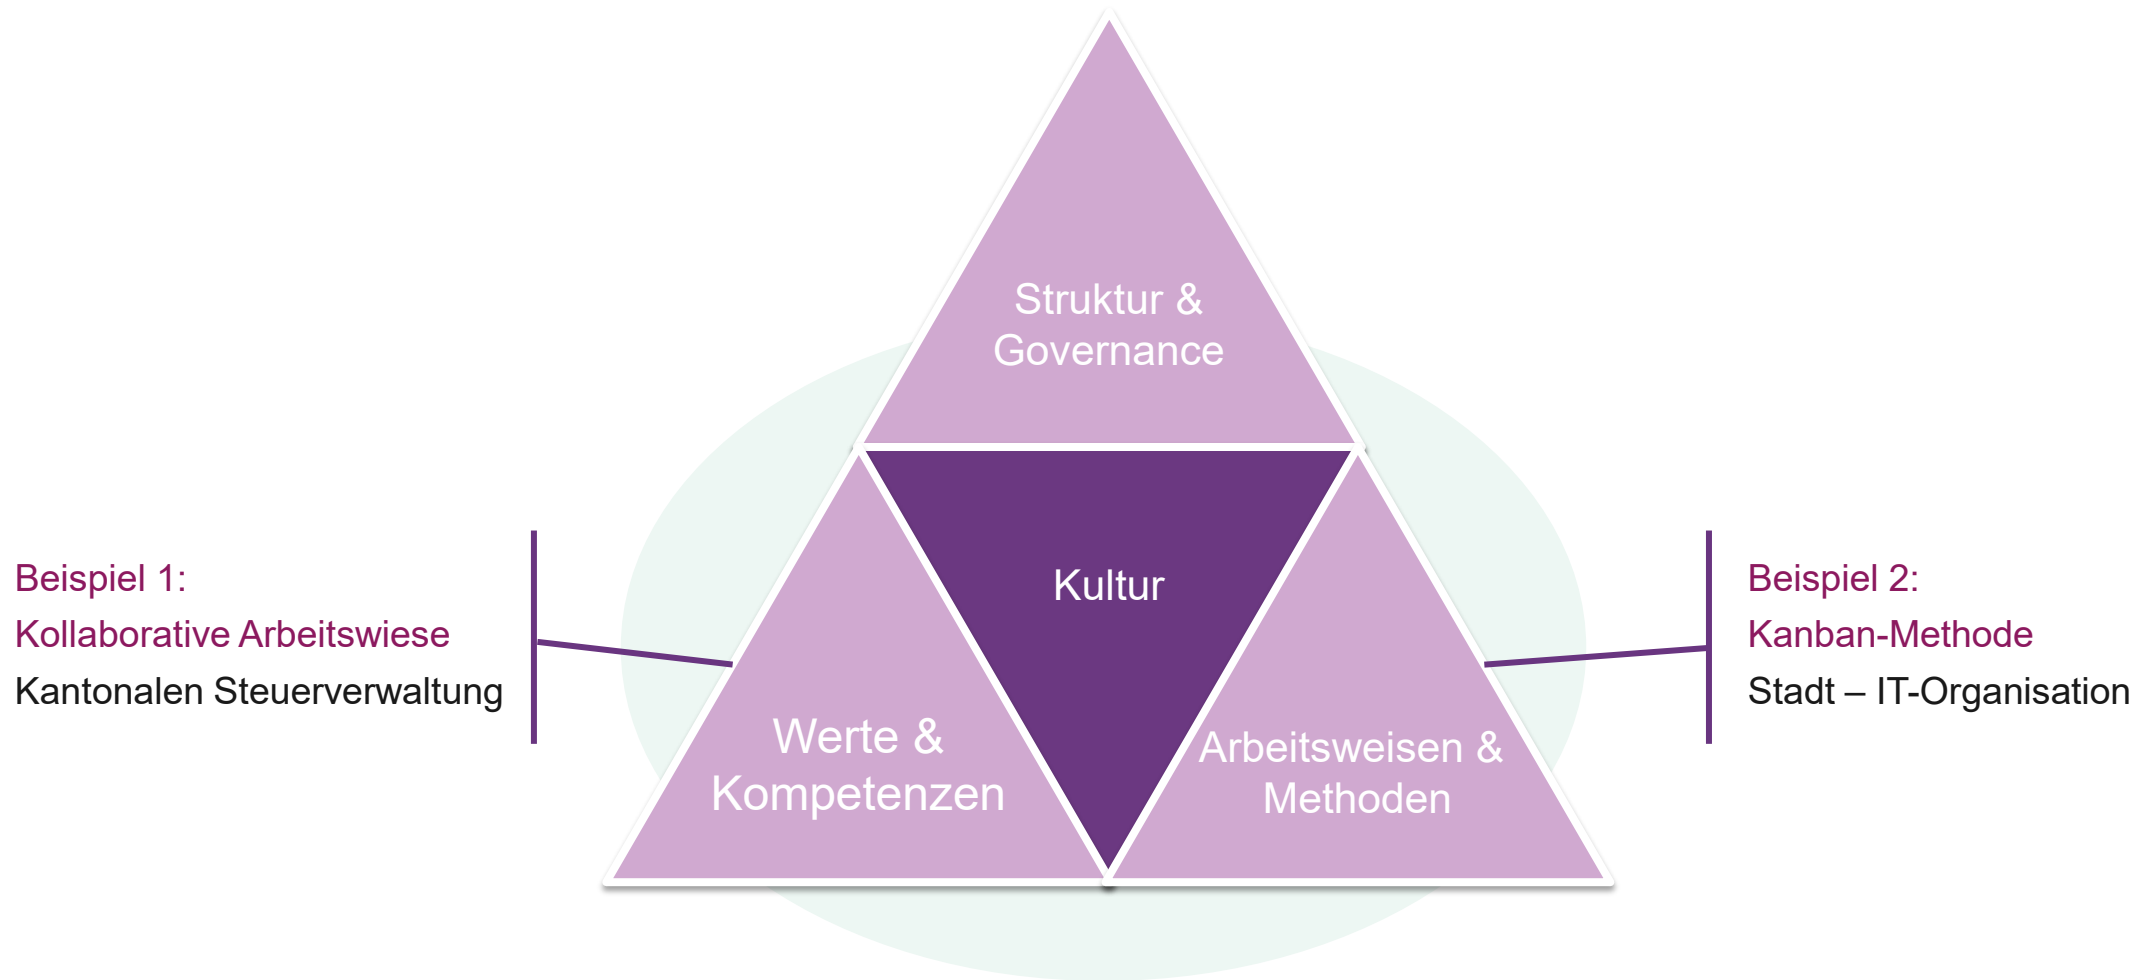 Struktur &
Governance
Kultur
Beispiel 1:
Kollaborative Arbeitswiese
Kantonalen Steuerverwaltung
Werte &
Kompetenzen
Arbeitsweisen &
Methoden
Beispiel 2:
Kanban-Methode
Stadt – IT-Organisation